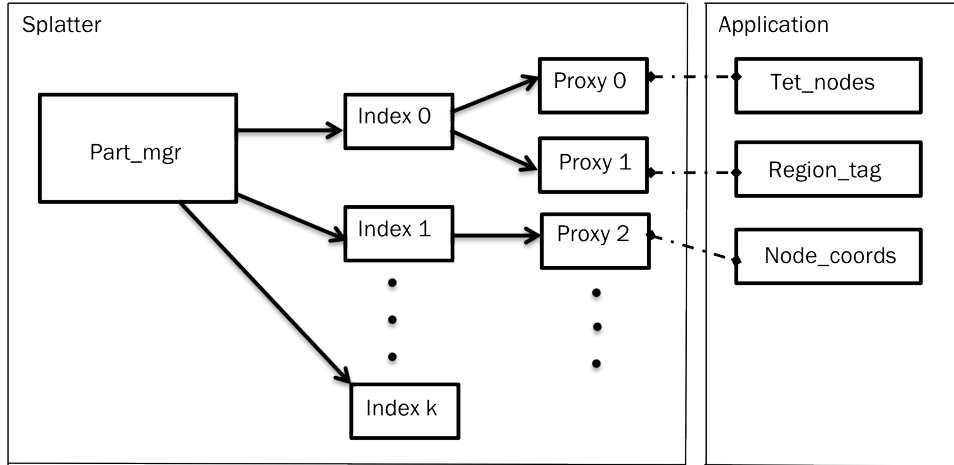 Splatter
Application
Part_mgr
Index 0
Index 1
Index k
Proxy 0
Proxy 1
Proxy 2
Tet_nodes
Region_tag
Node_coords